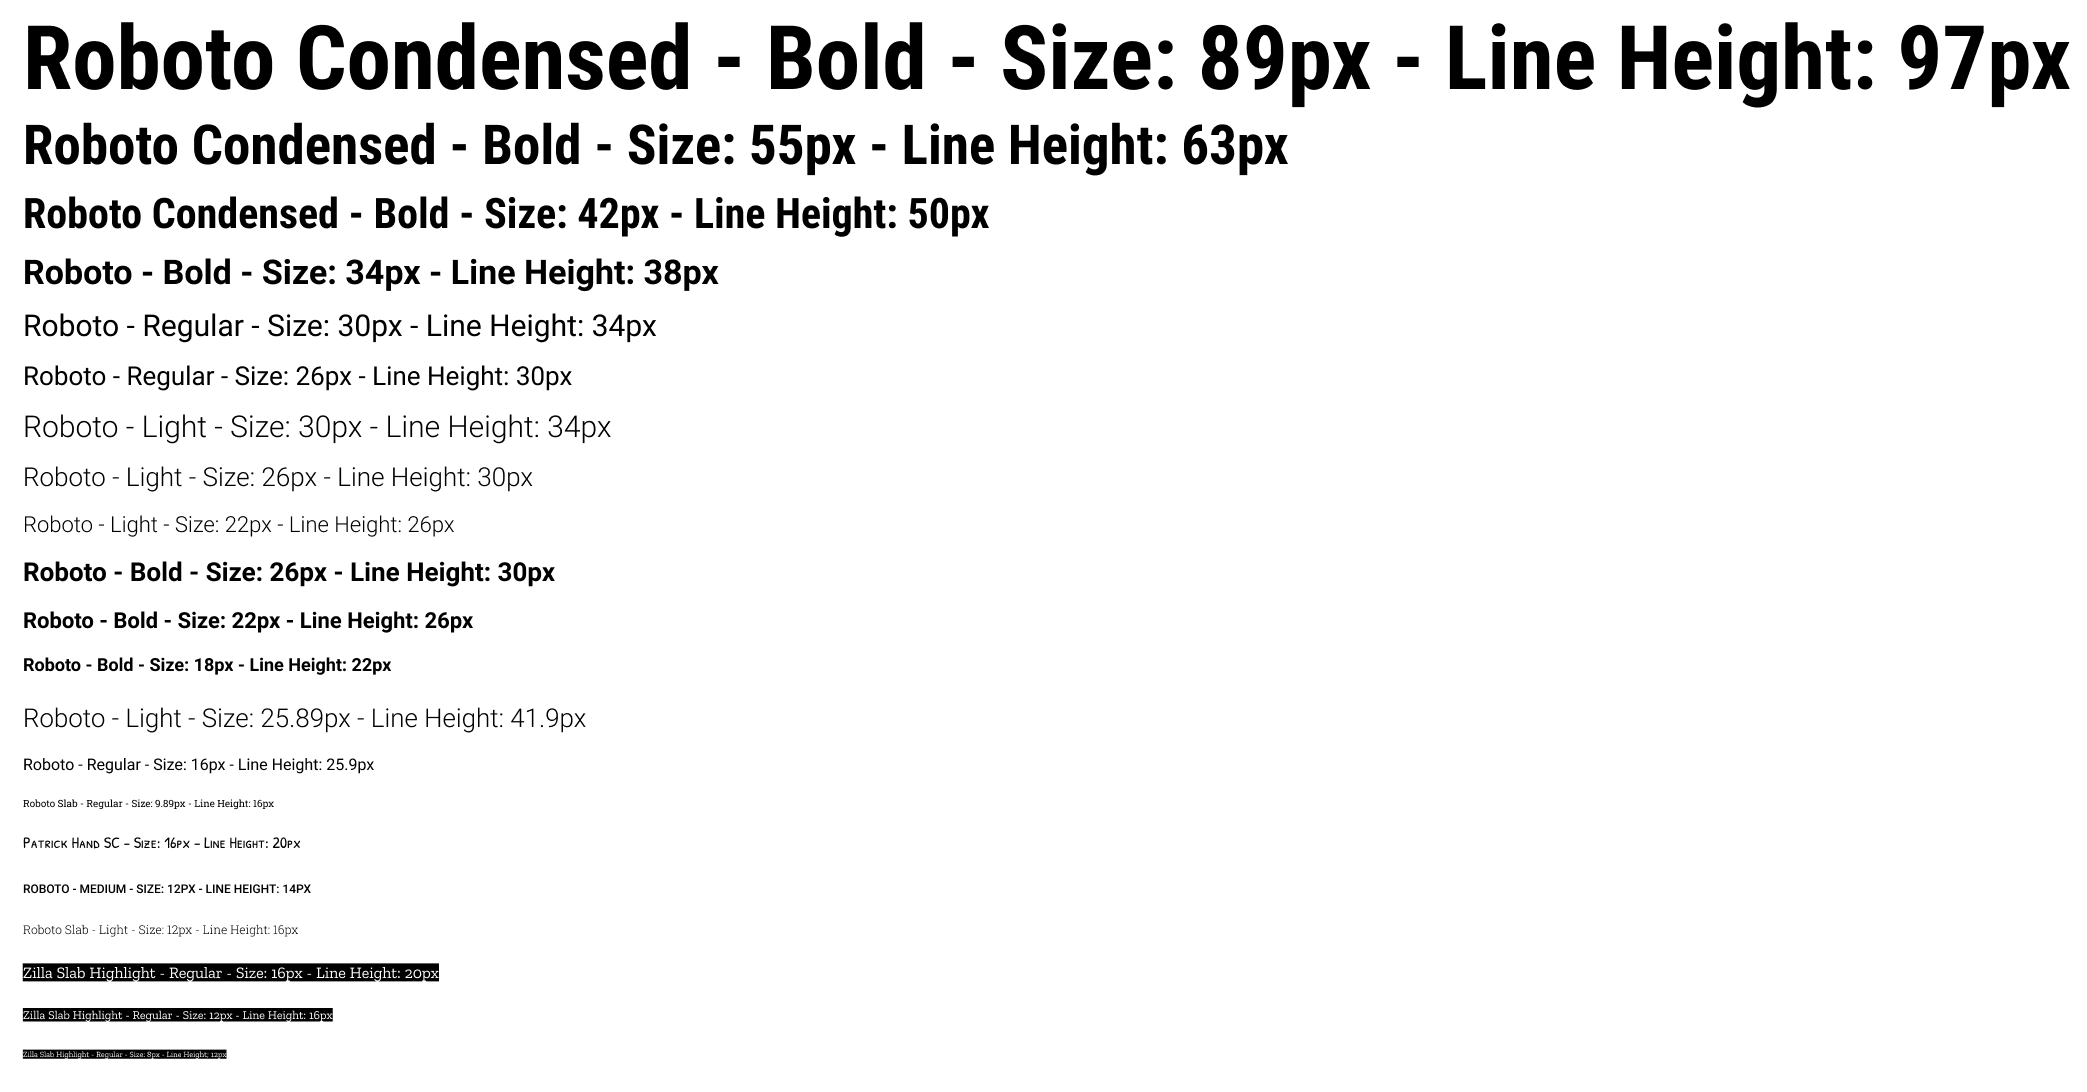 Roboto Condensed - Bold - Size: 89px - Line Height: 97px
Roboto Condensed - Bold - Size: 55px - Line Height: 63px
Roboto Condensed - Bold - Size: 42px - Line Height: 50px
Roboto - Bold - Size: 34px - Line Height: 38px
Roboto - Regular - Size: 30px - Line Height: 34px
Roboto - Regular - Size: 26px - Line Height: 30px
Roboto - Light - Size: 30px - Line Height: 34px
Roboto - Light - Size: 26px - Line Height: 30px
Roboto - Light - Size: 22px - Line Height: 26px
Roboto - Bold - Size: 26px - Line Height: 30px
Roboto - Bold - Size: 22px - Line Height: 26px
Roboto - Bold - Size: 18px - Line Height: 22px
Roboto - Light - Size: 25.89px - Line Height: 41.9px
Roboto - Regular - Size: 16px - Line Height: 25.9px
Roboto Slab - Regular - Size: 9.89px - Line Height: 16px
Patrick Hand SC - Size: 16px - Line Height: 20px
ROBOTO - MEDIUM - SIZE: 12PX - LINE HEIGHT: 14PX
Roboto Slab - Light - Size: 12px - Line Height: 16px
Zilla Slab Highlight - Regular - Size: 16px - Line Height: 20px
Zilla Slab Highlight - Regular - Size: 12px - Line Height: 16px
Zilla Slab Highlight - Regular - Size: 8px - Line Height: 12px